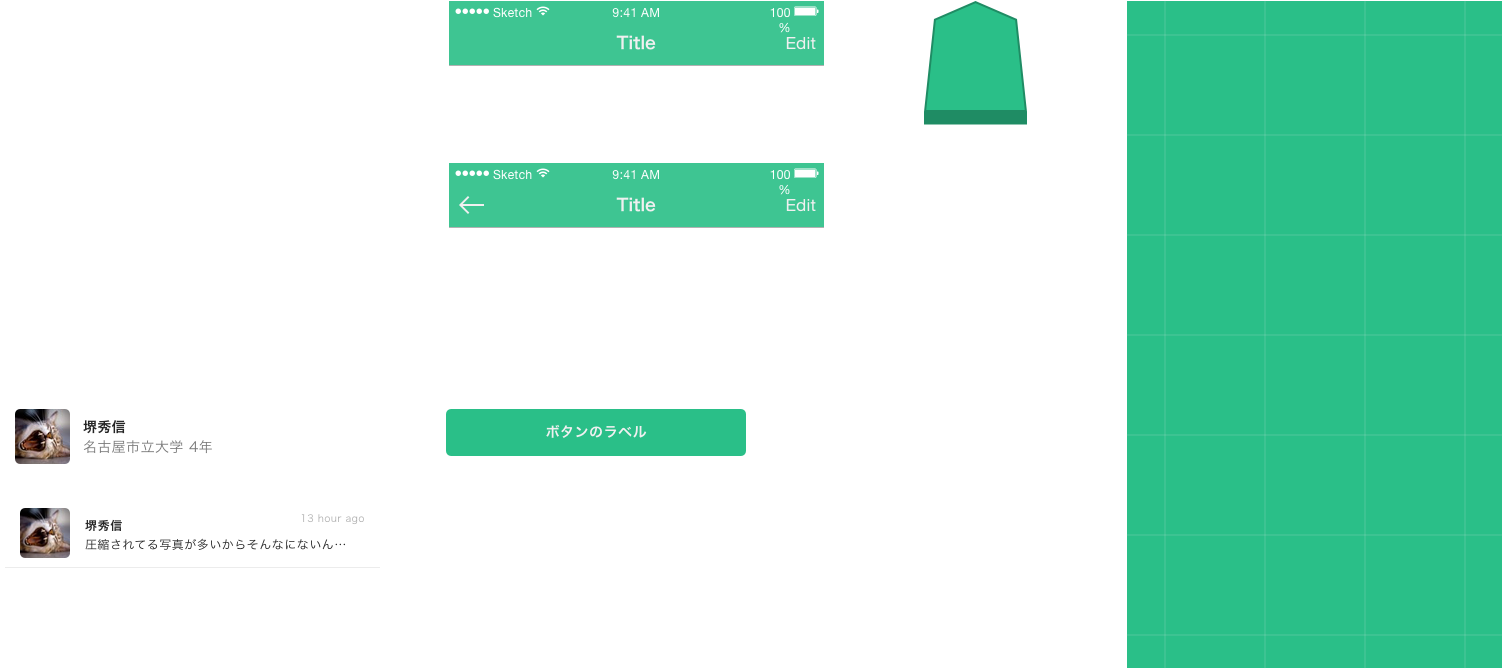 Sketch 9:41 AM 100
%
Title Edit
Sketch 9:41 AM 100
%
Title Edit
堺秀信
名古屋市立大学 4年
ボタンのラベル
堺秀信 13 hour ago
圧縮されてる写真が多いからそんなにないん…